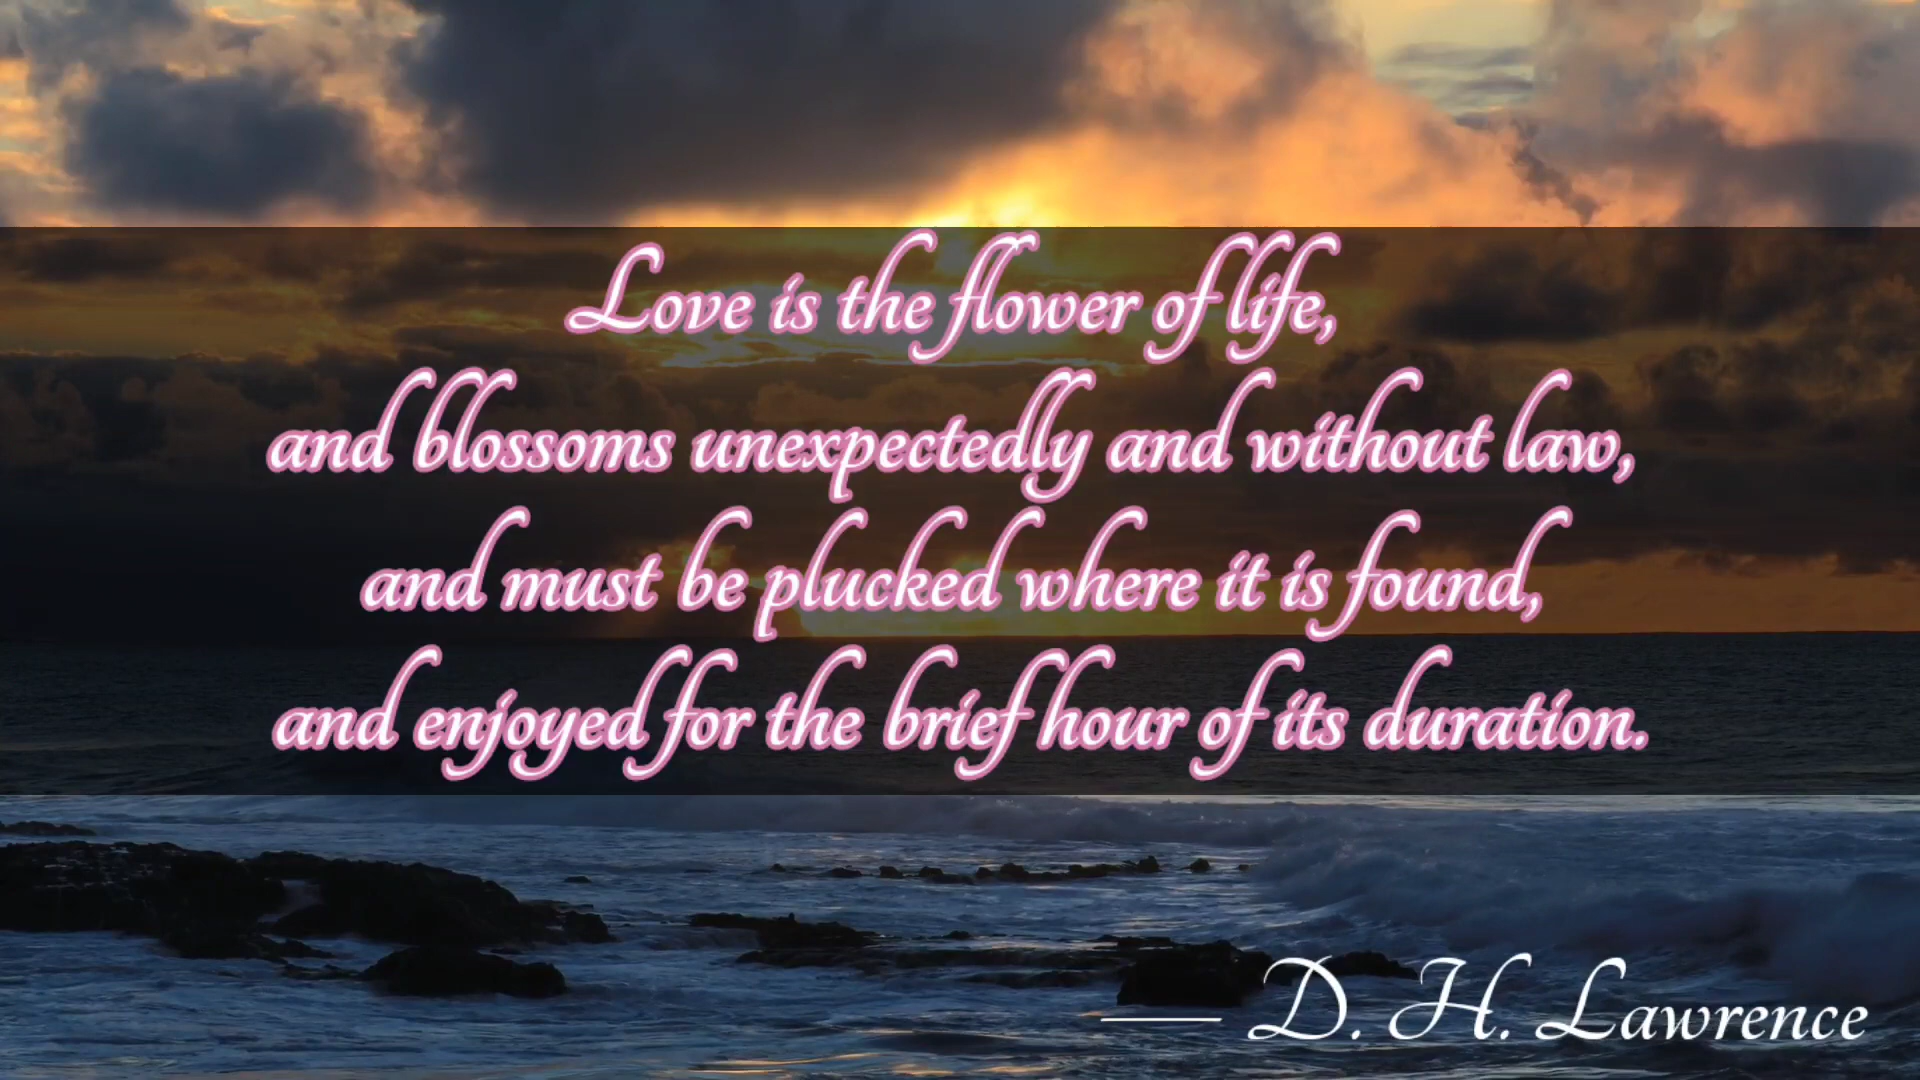 Love is the flower of life,
and blossoms unexpectedly and without law,
and must be plucked where it is found,
and enjoyed for the brief hour of its duration.
— D. H. Lawrence